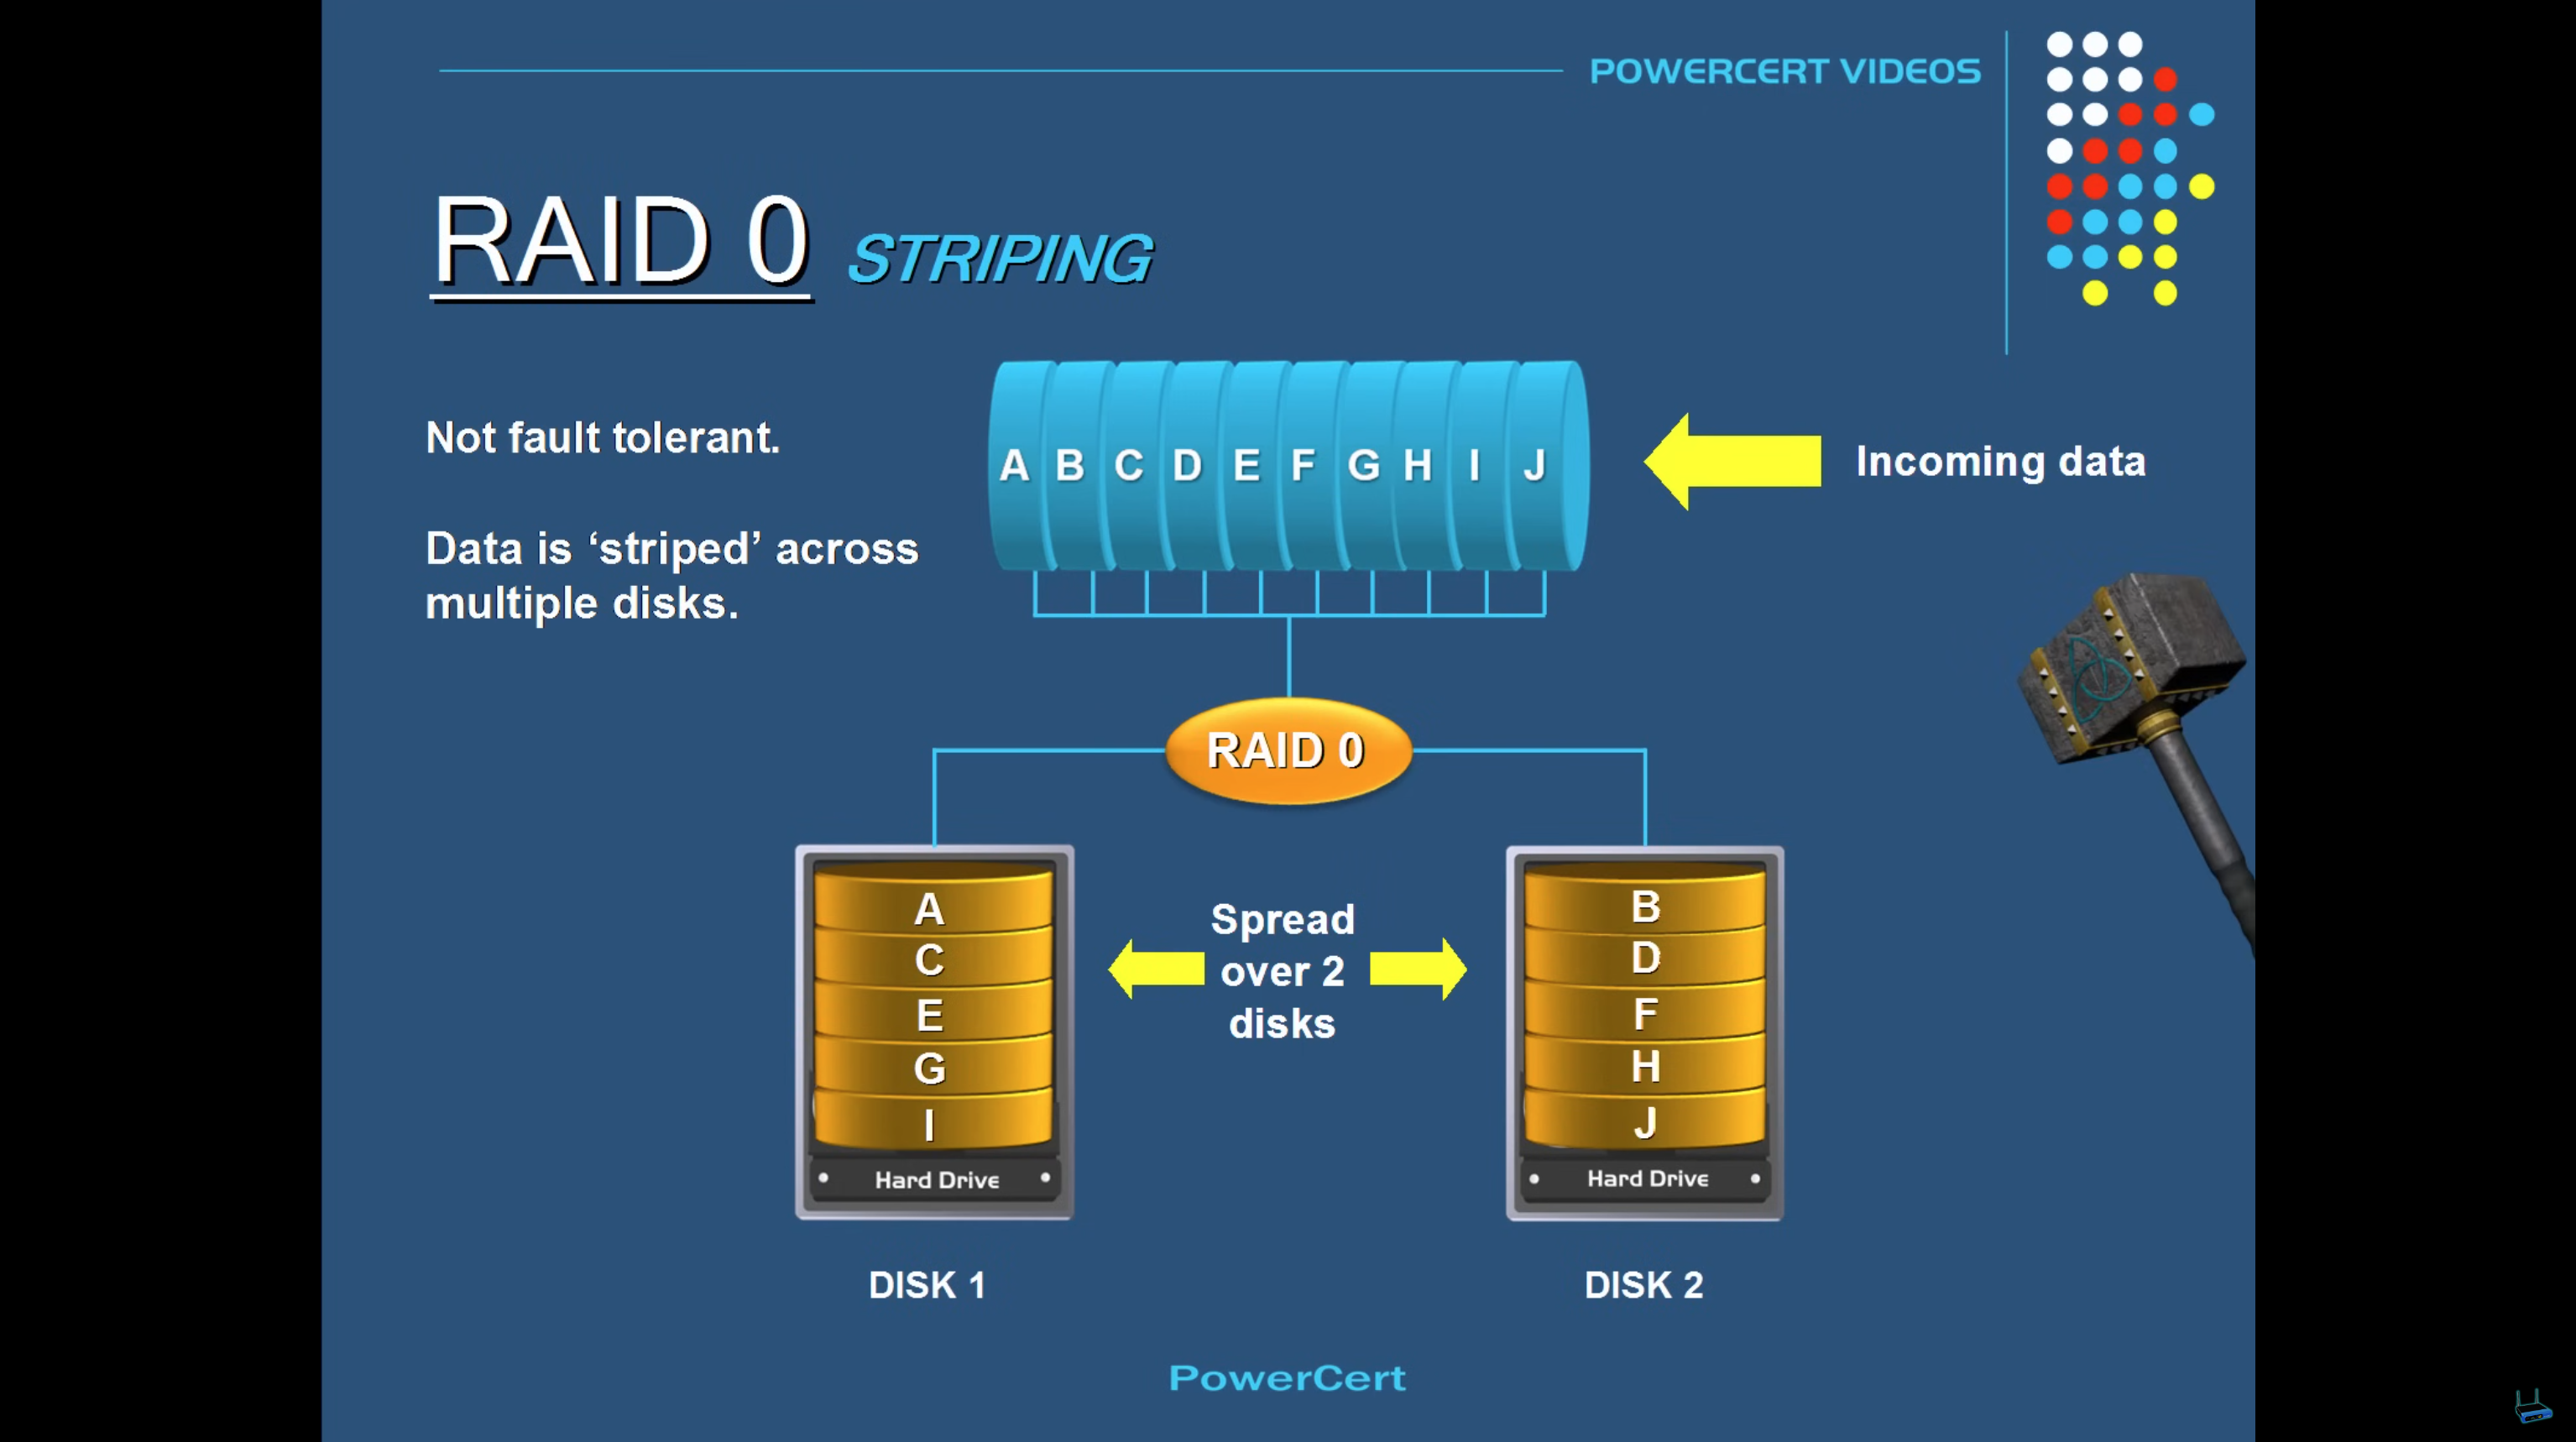 POWERCERT VIDEOS
RAID 0 STRIPING
Not fault tolerant.
Data is ‘striped’ across
multiple disks.
A B C D E F G H I J
Incoming data
RAID 0
A
C
E
G
I
Hard Drive
DISK 1
Spread
over 2
disks
B
D
F
H
J
Hard Drive
DISK 2
PowerCert